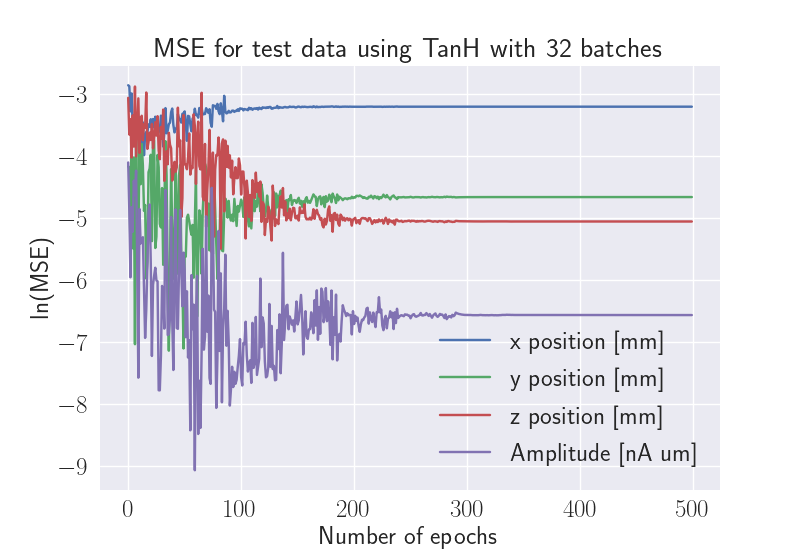 MSE for test data using TanH with 32 batches
ln(MSE)
−3
−4
−5
−6
−7
−8
−9
x position [mm]
y position [mm]
z position [mm]
Amplitude [nA um]
0 100 200 300 400 500
Number of epochs